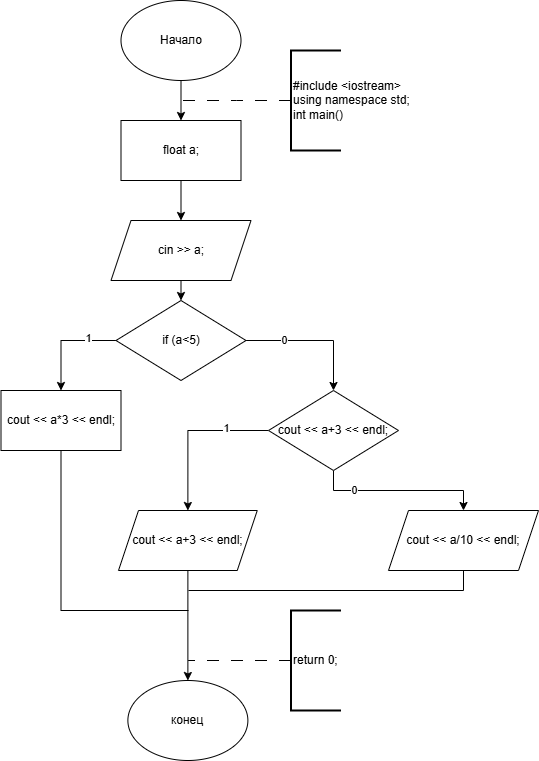 Начало
#include <iostream>
using namespace std;
int main()
float a;
cin >> a;
if (a<5)
1
0
cout << a*3 << endl;
cout << a+3 << endl;
1
0
cout << a+3 << endl;
cout << a/10 << endl;
return 0;
конец